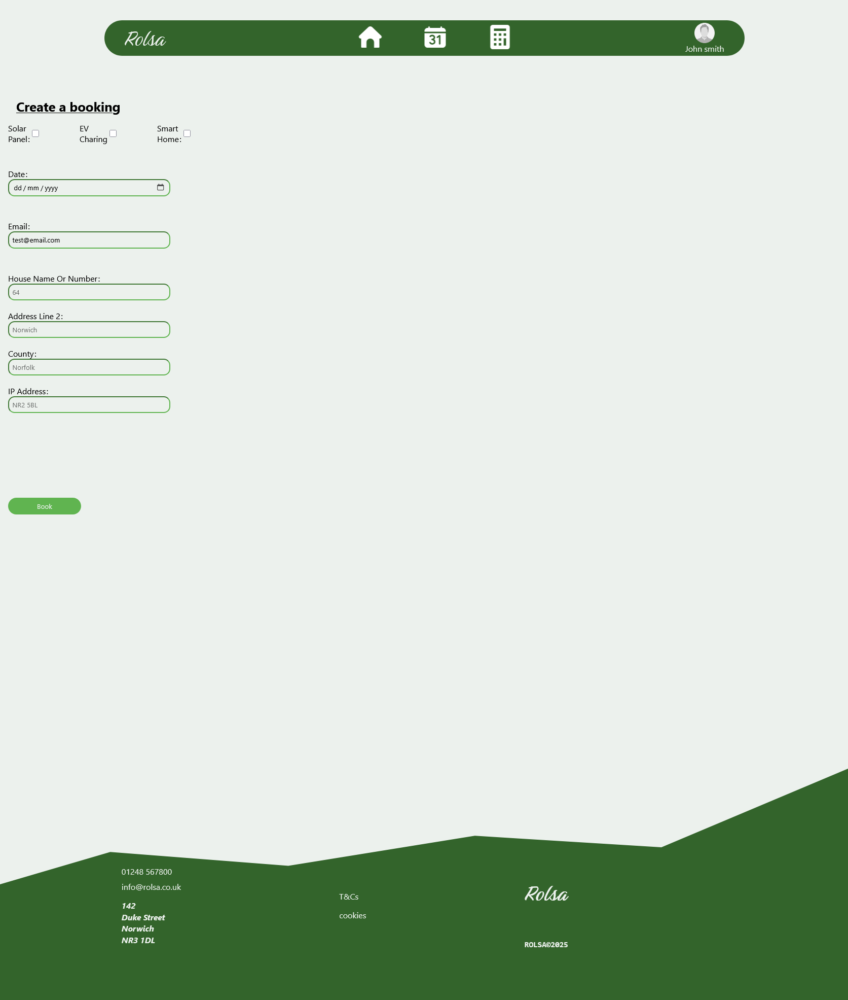 Rolsa
31
John smith
Create a booking
Solar
Panel:
EV
Charing
Smart
Home:
Date:
dd / mm / yyyy
Email:
test@email.com
House Name Or Number:
64
Address Line 2:
Norwich
County:
Norfolk
IP Address:
NR2 5BL
Book
01248 567800
info@rolsa.co.uk
142
Duke Street
Norwich
NR3 1DL
T&Cs
cookies
Rolsa
ROLSA©2025